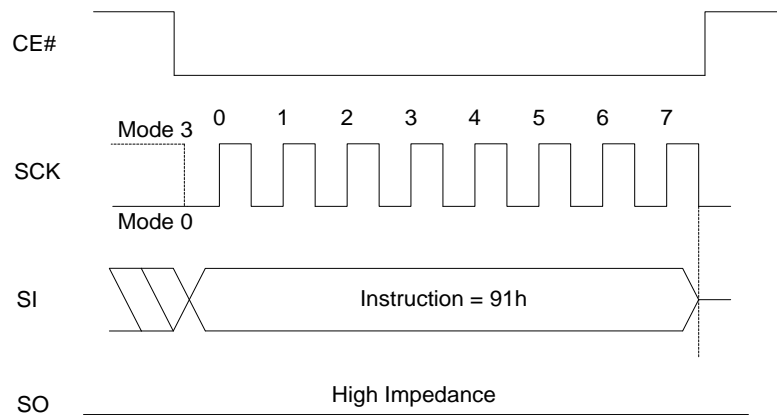 CE#
0 1 2 3 4 5 6 7
Mode 3
SCK
Mode 0
SI
Instruction = 91h
High Impedance
SO